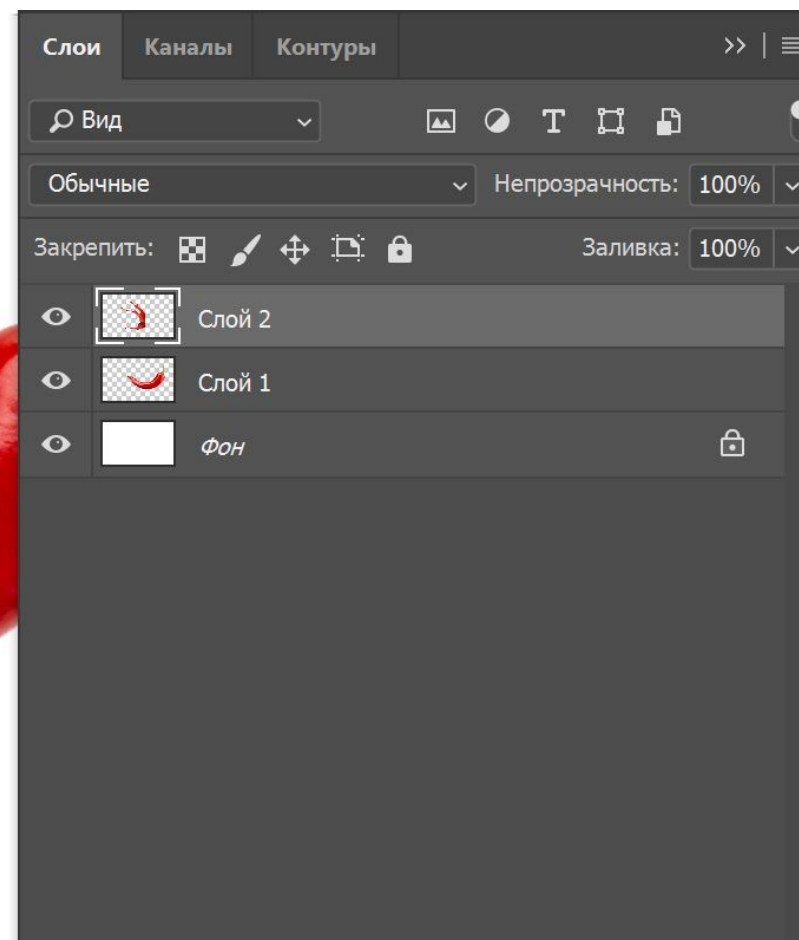 Слои Каналы Контуры
Вид
Обычные Непрозрачность: 100%
Закрепить: Заливка: 100%
Слой 2
Слой 1
Фон